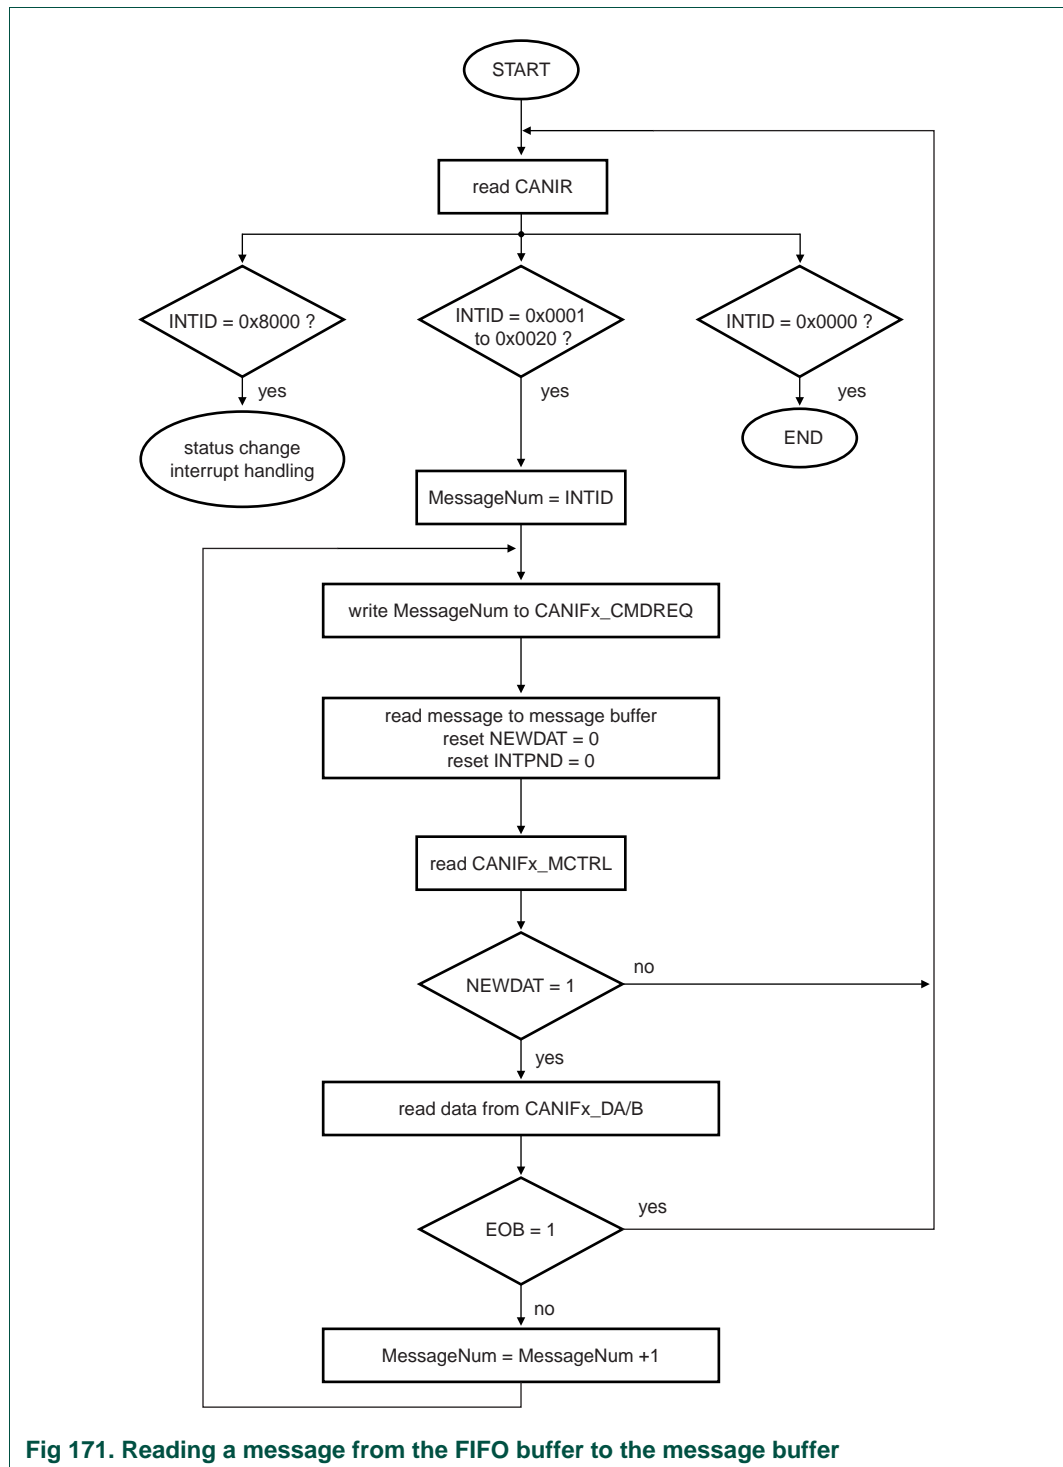 START
read CANIR
INTID = 0x8000 ?
INTID = 0x0001
to 0x0020 ?
INTID = 0x0000 ?
yes
yes
yes
status change
interrupt handling
END
MessageNum = INTID
write MessageNum to CANIFx_CMDREQ
read message to message buffer
reset NEWDAT = 0
reset INTPND = 0
read CANIFx_MCTRL
NEWDAT = 1
no
yes
read data from CANIFx_DA/B
EOB = 1
yes
no
MessageNum = MessageNum +1
Fig 171. Reading a message from the FIFO buffer to the message buffer